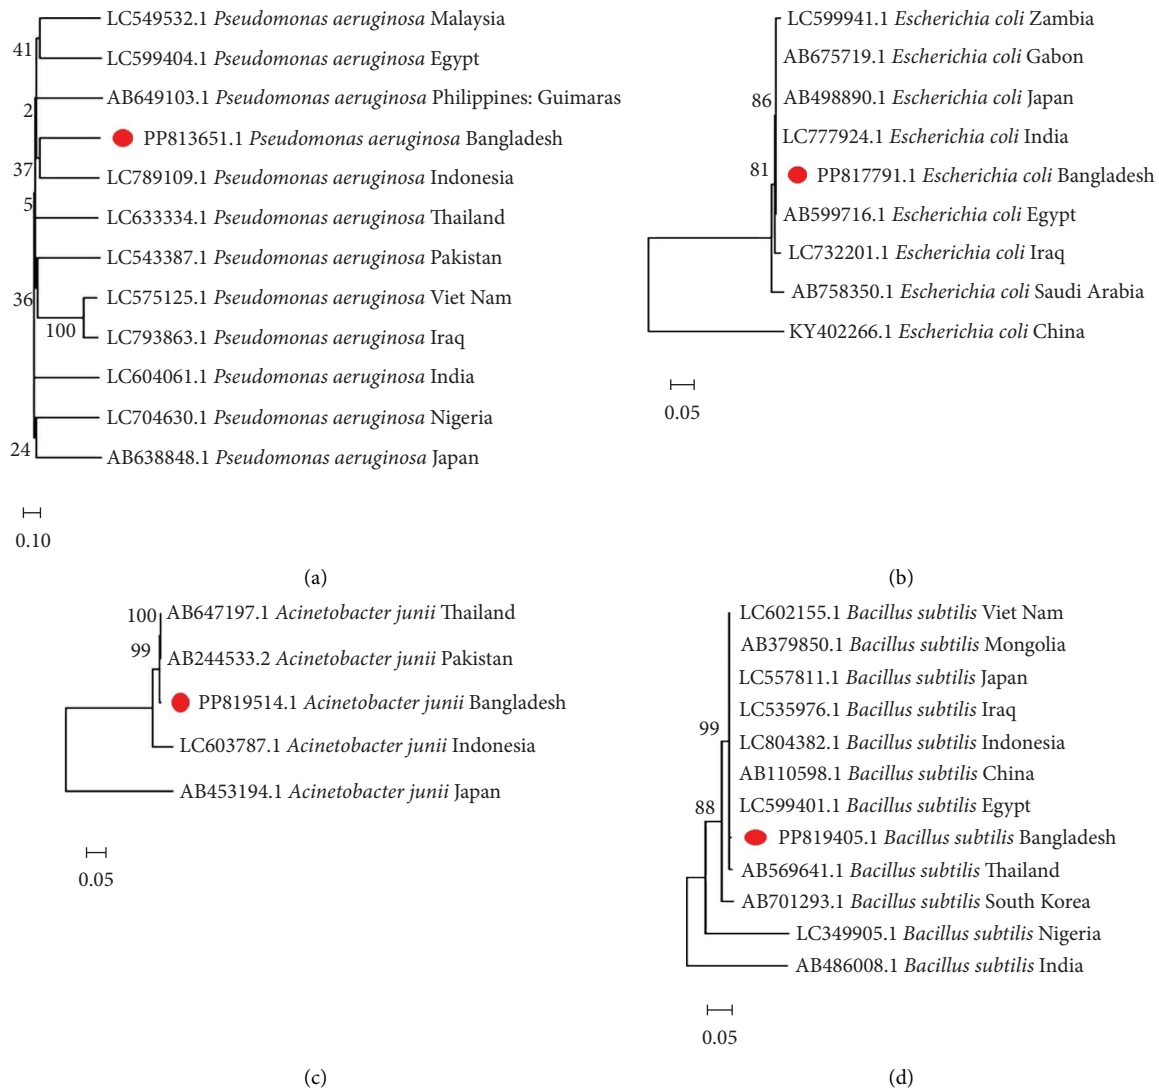 LC549532.1 Pseudomonas aeruginosa Malaysia
41
LC599404.1 Pseudomonas aeruginosa Egypt
AB649103.1 Pseudomonas aeruginosa Philippines: Guimaras
2
PP813651.1 Pseudomonas aeruginosa Bangladesh
37
LC789109.1 Pseudomonas aeruginosa Indonesia
5
LC633334.1 Pseudomonas aeruginosa Thailand
LC543387.1 Pseudomonas aeruginosa Pakistan
36
LC575125.1 Pseudomonas aeruginosa Viet Nam
100
LC793863.1 Pseudomonas aeruginosa Iraq
LC604061.1 Pseudomonas aeruginosa India
LC704630.1 Pseudomonas aeruginosa Nigeria
24
AB638848.1 Pseudomonas aeruginosa Japan
0.10
(a)
LC599941.1 Escherichia coli Zambia
AB675719.1 Escherichia coli Gabon
86
AB498890.1 Escherichia coli Japan
LC777924.1 Escherichia coli India
81
PP817791.1 Escherichia coli Bangladesh
AB599716.1 Escherichia coli Egypt
LC732201.1 Escherichia coli Iraq
AB758350.1 Escherichia coli Saudi Arabia
KY402266.1 Escherichia coli China
0.05
(b)
100
AB647197.1 Acinetobacter junii Thailand
99
AB244533.2 Acinetobacter junii Pakistan
PP819514.1 Acinetobacter junii Bangladesh
LC603787.1 Acinetobacter junii Indonesia
AB453194.1 Acinetobacter junii Japan
0.05
(c)
LC602155.1 Bacillus subtilis Viet Nam
AB379850.1 Bacillus subtilis Mongolia
LC557811.1 Bacillus subtilis Japan
LC535976.1 Bacillus subtilis Iraq
99
LC804382.1 Bacillus subtilis Indonesia
AB110598.1 Bacillus subtilis China
88
LC599401.1 Bacillus subtilis Egypt
PP819405.1 Bacillus subtilis Bangladesh
AB569641.1 Bacillus subtilis Thailand
AB701293.1 Bacillus subtilis South Korea
LC349905.1 Bacillus subtilis Nigeria
AB486008.1 Bacillus subtilis India
0.05
(d)